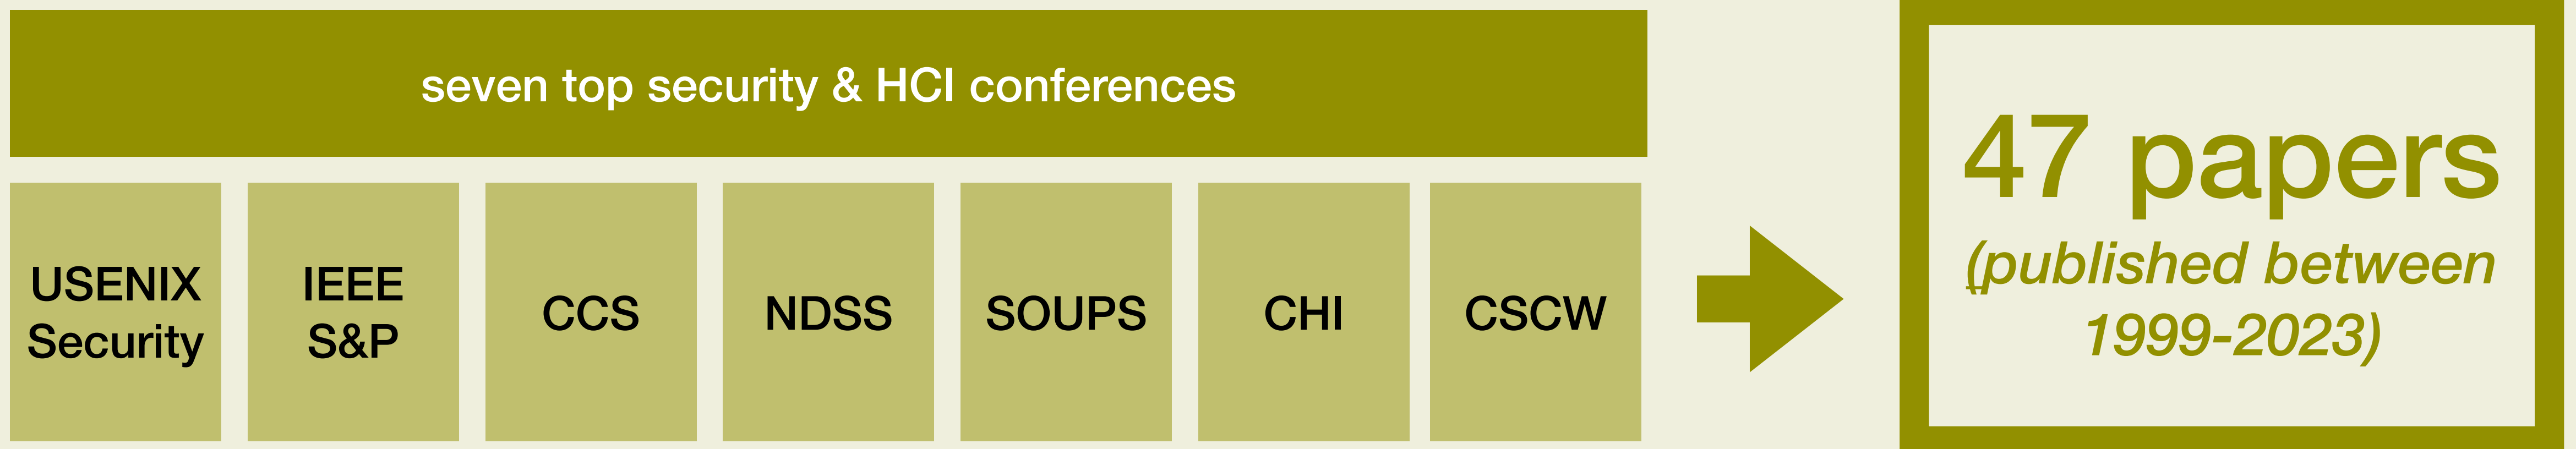 seven top security & HCI conferences
USENIX
Security
IEEE
S&P
CCS
NDSS
SOUPS
CHI
CSCW
47 papers
(published between
1999-2023)